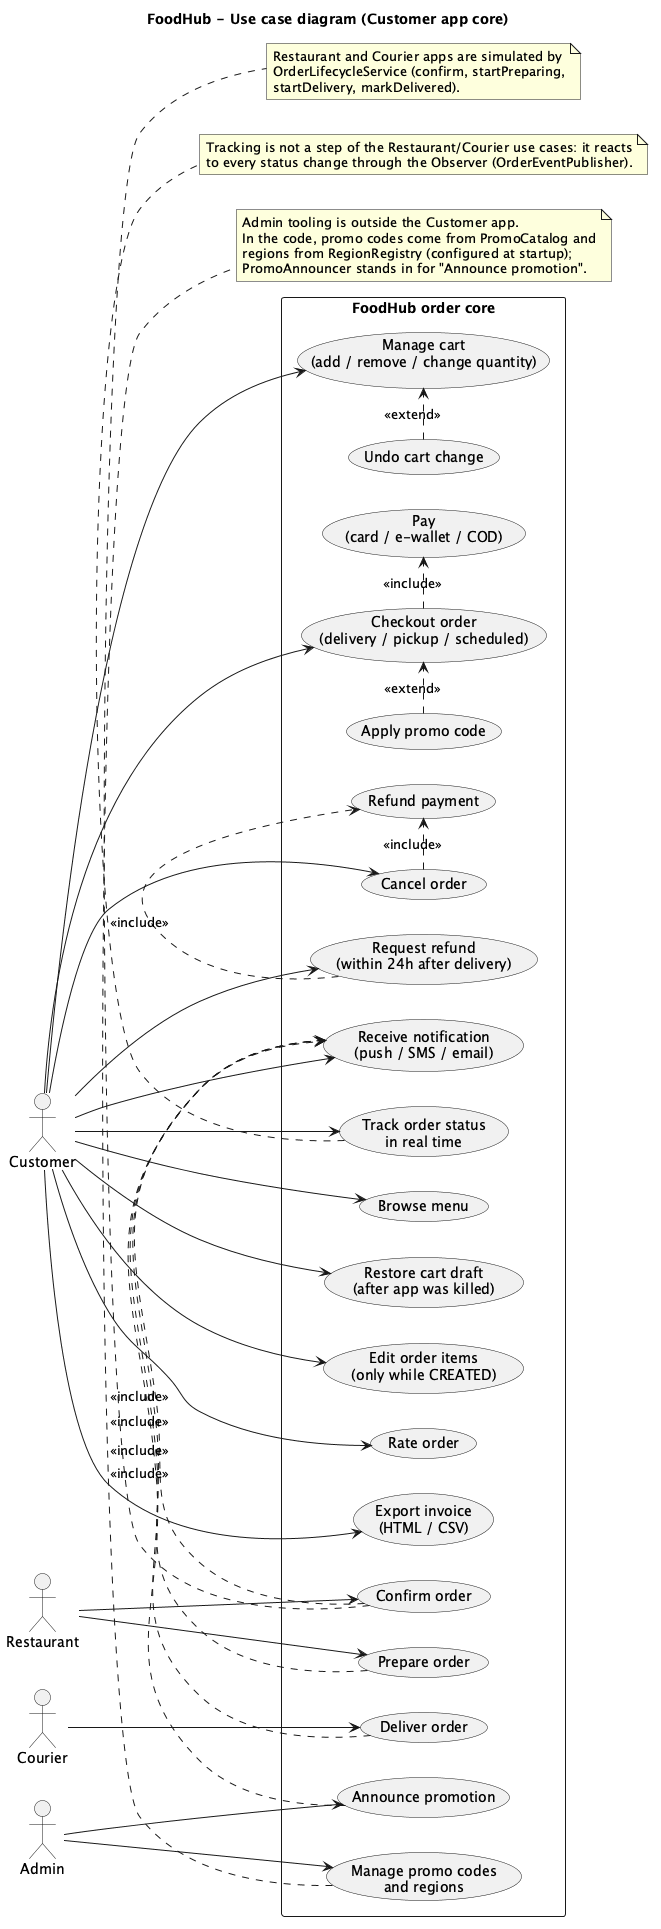 FoodHub – Use case diagram (Customer app core)
Restaurant and Courier apps are simulated by
OrderLifecycleService (confirm, startPreparing,
startDelivery, markDelivered).
Tracking is not a step of the Restaurant/Courier use cases: it reacts
to every status change through the Observer (OrderEventPublisher).
Admin tooling is outside the Customer app.
In the code, promo codes come from PromoCatalog and
regions from RegionRegistry (configured at startup);
PromoAnnouncer stands in for "Announce promotion".
FoodHub order core
Manage cart
(add / remove / change quantity)
«extend»
Undo cart change
Pay
(card / e-wallet / COD)
«include»
Checkout order
(delivery / pickup / scheduled)
«extend»
Apply promo code
Refund payment
«include»
Cancel order
«include»
Request refund
(within 24h after delivery)
Receive notification
(push / SMS / email)
Track order status
in real time
Customer
Browse menu
Restore cart draft
(after app was killed)
Edit order items
(only while CREATED)
«include»
«include»
«include»
«include»
Rate order
Export invoice
(HTML / CSV)
Confirm order
Restaurant
Prepare order
Deliver order
Courier
Announce promotion
Admin
Manage promo codes
and regions